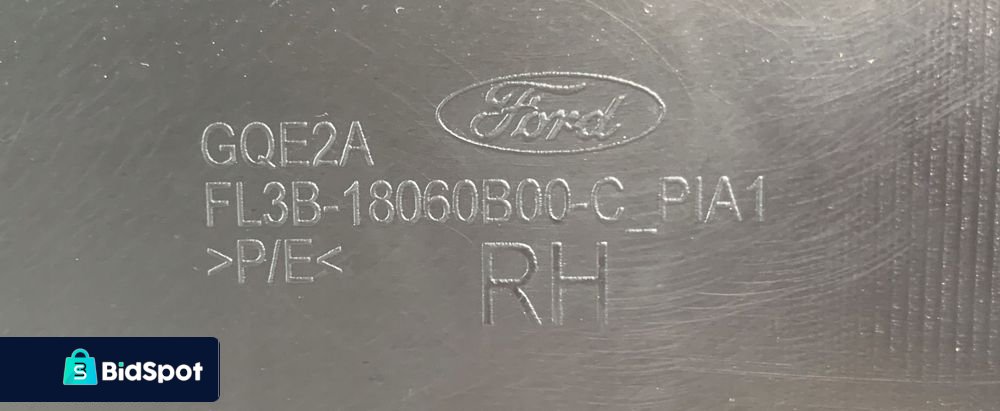 Ford
GQE2A
FL3B-18060B00-C_PIA1
>P/E<
RH
BidSpot